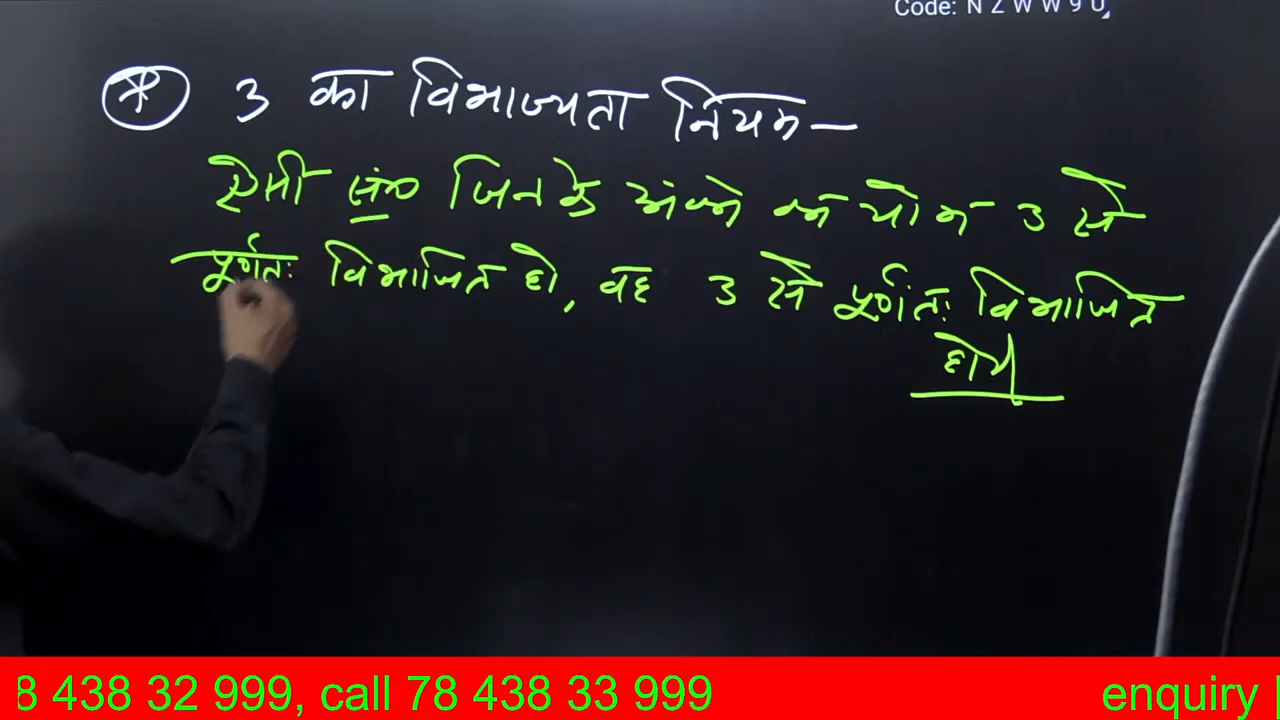 Code: N Z W W 9 U
* 3 का विभाज्यता नियम –
ऐसी सं० जिनके अंको का योग 3 से
पूर्णतः विभाजित हो, वह 3 से पूर्णतः विभाजित
होगी
8 438 32 999, call 78 438 33 999 enquiry